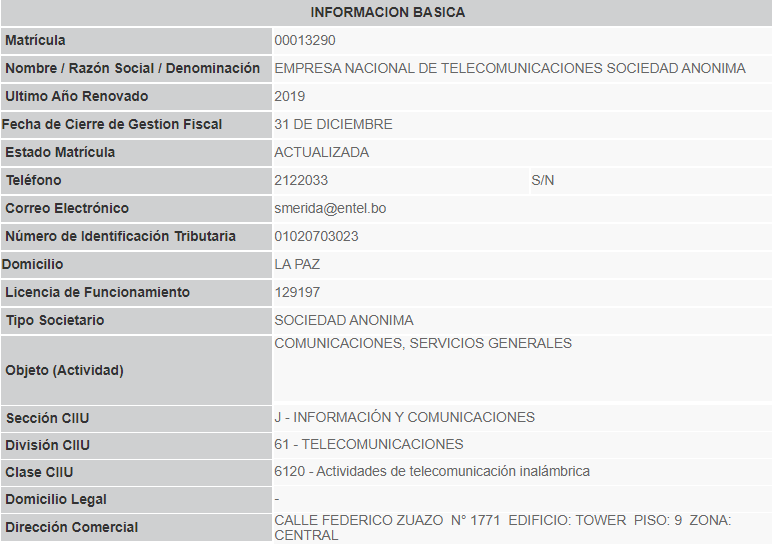 INFORMACION BASICA
Matrícula 00013290
Nombre / Razón Social / Denominación EMPRESA NACIONAL DE TELECOMUNICACIONES SOCIEDAD ANONIMA
Ultimo Año Renovado 2019
Fecha de Cierre de Gestion Fiscal 31 DE DICIEMBRE
Estado Matrícula ACTUALIZADA
Teléfono 2122033 S/N
Correo Electrónico smerida@entel.bo
Número de Identificación Tributaria 01020703023
Domicilio LA PAZ
Licencia de Funcionamiento 129197
Tipo Societario SOCIEDAD ANONIMA
Objeto (Actividad) COMUNICACIONES, SERVICIOS GENERALES
Sección CIIU J - INFORMACIÓN Y COMUNICACIONES
División CIIU 61 - TELECOMUNICACIONES
Clase CIIU 6120 - Actividades de telecomunicación inalámbrica
Domicilio Legal -
Dirección Comercial CALLE FEDERICO ZUAZO N° 1771 EDIFICIO: TOWER PISO: 9 ZONA:
CENTRAL